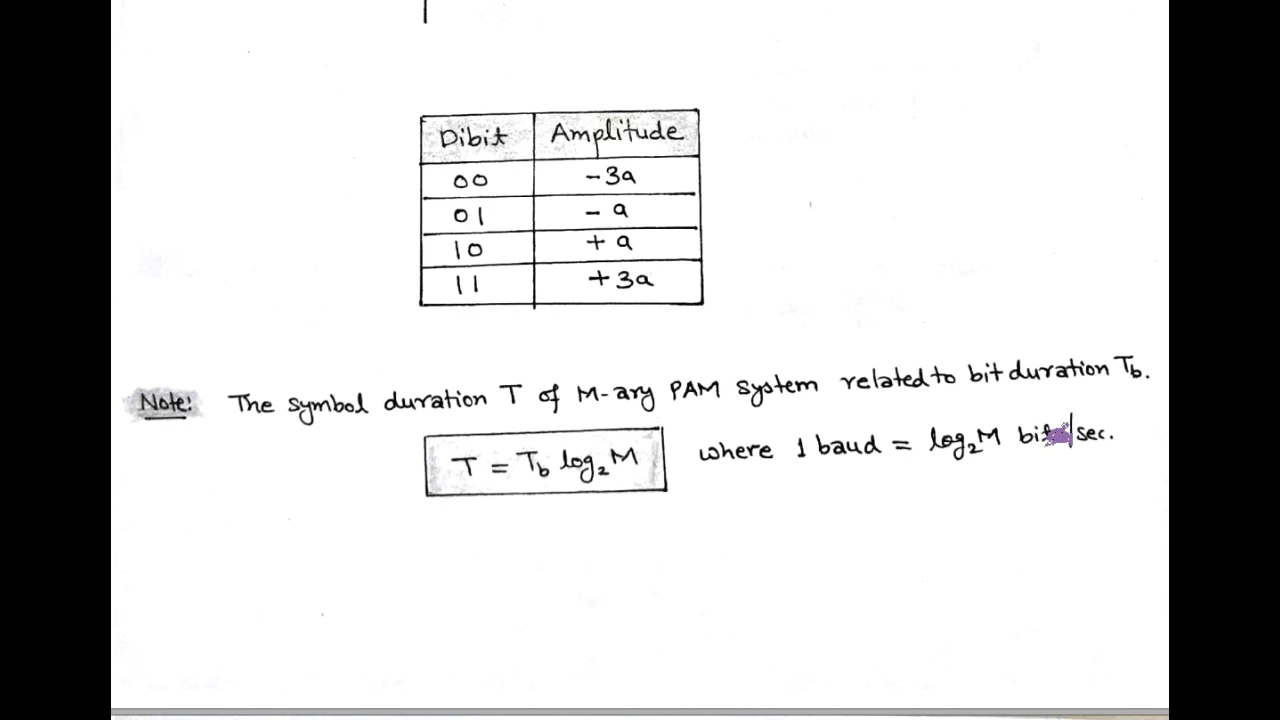 Dibit Amplitude
00 -3a
01 -a
10 +a
11 +3a
Note: The symbol duration T of M-ary PAM system related to bit duration Tb.
T = Tb log₂M where 1 baud = log₂M bit/sec.